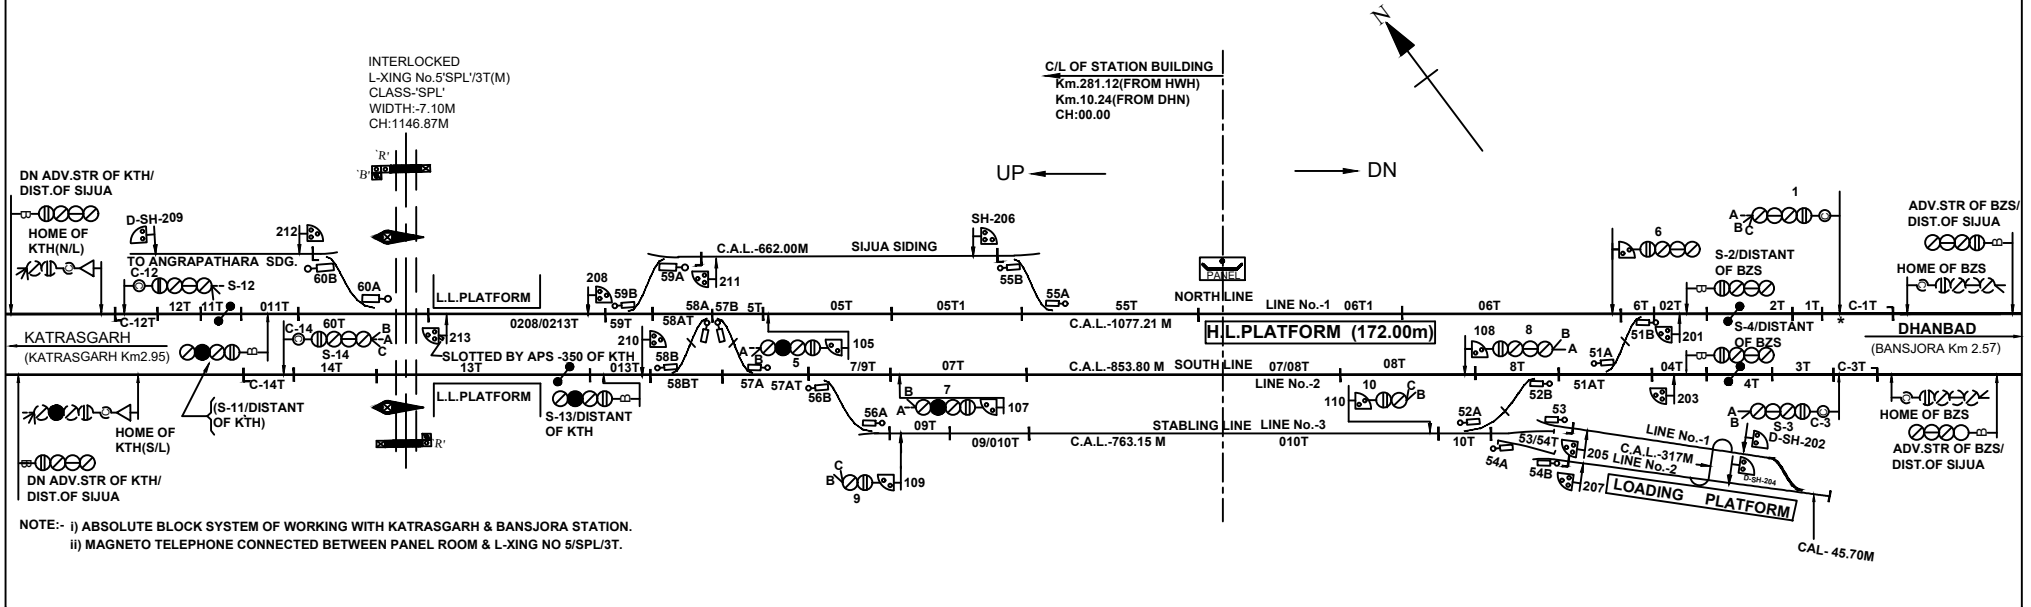 INTERLOCKED
L-XING No.5'SPL'/3T(M)
CLASS-'SPL'
WIDTH:-7.10M
CH:1146.87M
'R'
'B'
C/L OF STATION BUILDING
Km.281.12(FROM HWH)
Km.10.24(FROM DHN)
CH:00.00
N
UP
DN
DN ADV.STR OF KTH/
DIST.OF SIJUA
B
HOME OF
KTH(N/L)
D-SH-209
212
TO ANGRAPATHARA SDG.
C-12
S-12
60B
60A
C-12T
12T
11T
011T
KATRASGARH
(KATRASGARH Km2.95)
B
C-14
60T
B
A
C
S-14
14T
C-14T
(S-11/DISTANT
OF KTH)
HOME OF
KTH(S/L)
B
DN ADV.STR OF KTH/
DIST.OF SIJUA
L.L.PLATFORM
0208/0213T
213
SLOTTED BY APS -350 OF KTH
13T
L.L.PLATFORM
'R'
208
59B
59A
59T
210
013T
B
S-13/DISTANT
OF KTH
C.A.L.-662.00M
SIJUA SIDING
211
SH-206
55B
55A
58A
57B
5T
58AT
58B
58BT
57A
57AT
05T
05T1
55T
A
B
5
105
56B
56A
7/9T
07T
B
A
7
107
09T
09/010T
C
B
9
109
PANEL
NORTH LINE
LINE No.-1
06T1
06T
C.A.L.-1077.21 M
H.L.PLATFORM (172.00m)
C.A.L.-853.80 M
SOUTH LINE
07/08T
08T
LINE No.-2
STABLING LINE
LINE No.-3
C.A.L.-763.15 M
010T
110
10
C
B
108
8
B
A
8T
52A
52B
10T
51A
51B
51AT
6
6T
02T
201
S-2/DISTANT
OF BZS
B
2T
1T
C-1T
*
1
A
B
C
S-4/DISTANT
OF BZS
B
04T
4T
3T
C-3T
203
A
B
S-3
C-3
53
53/54T
54A
54B
205
207
LINE No.-1
C.A.L.-317M
LINE No.-2
D-SH-202
D-SH-204
LOADING PLATFORM
CAL- 45.70M
ADV.STR OF BZS/
DIST.OF SIJUA
B
HOME OF BZS
DHANBAD
(BANSJORA Km 2.57)
HOME OF BZS
B
ADV.STR OF BZS/
DIST.OF SIJUA
NOTE:- i) ABSOLUTE BLOCK SYSTEM OF WORKING WITH KATRASGARH & BANSJORA STATION.
ii) MAGNETO TELEPHONE CONNECTED BETWEEN PANEL ROOM & L-XING NO 5/SPL/3T.